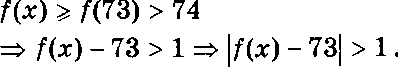 f(x) ⩾ f(73) > 74
⇒ f(x) − 73 > 1 ⇒ |f(x) − 73| > 1 .